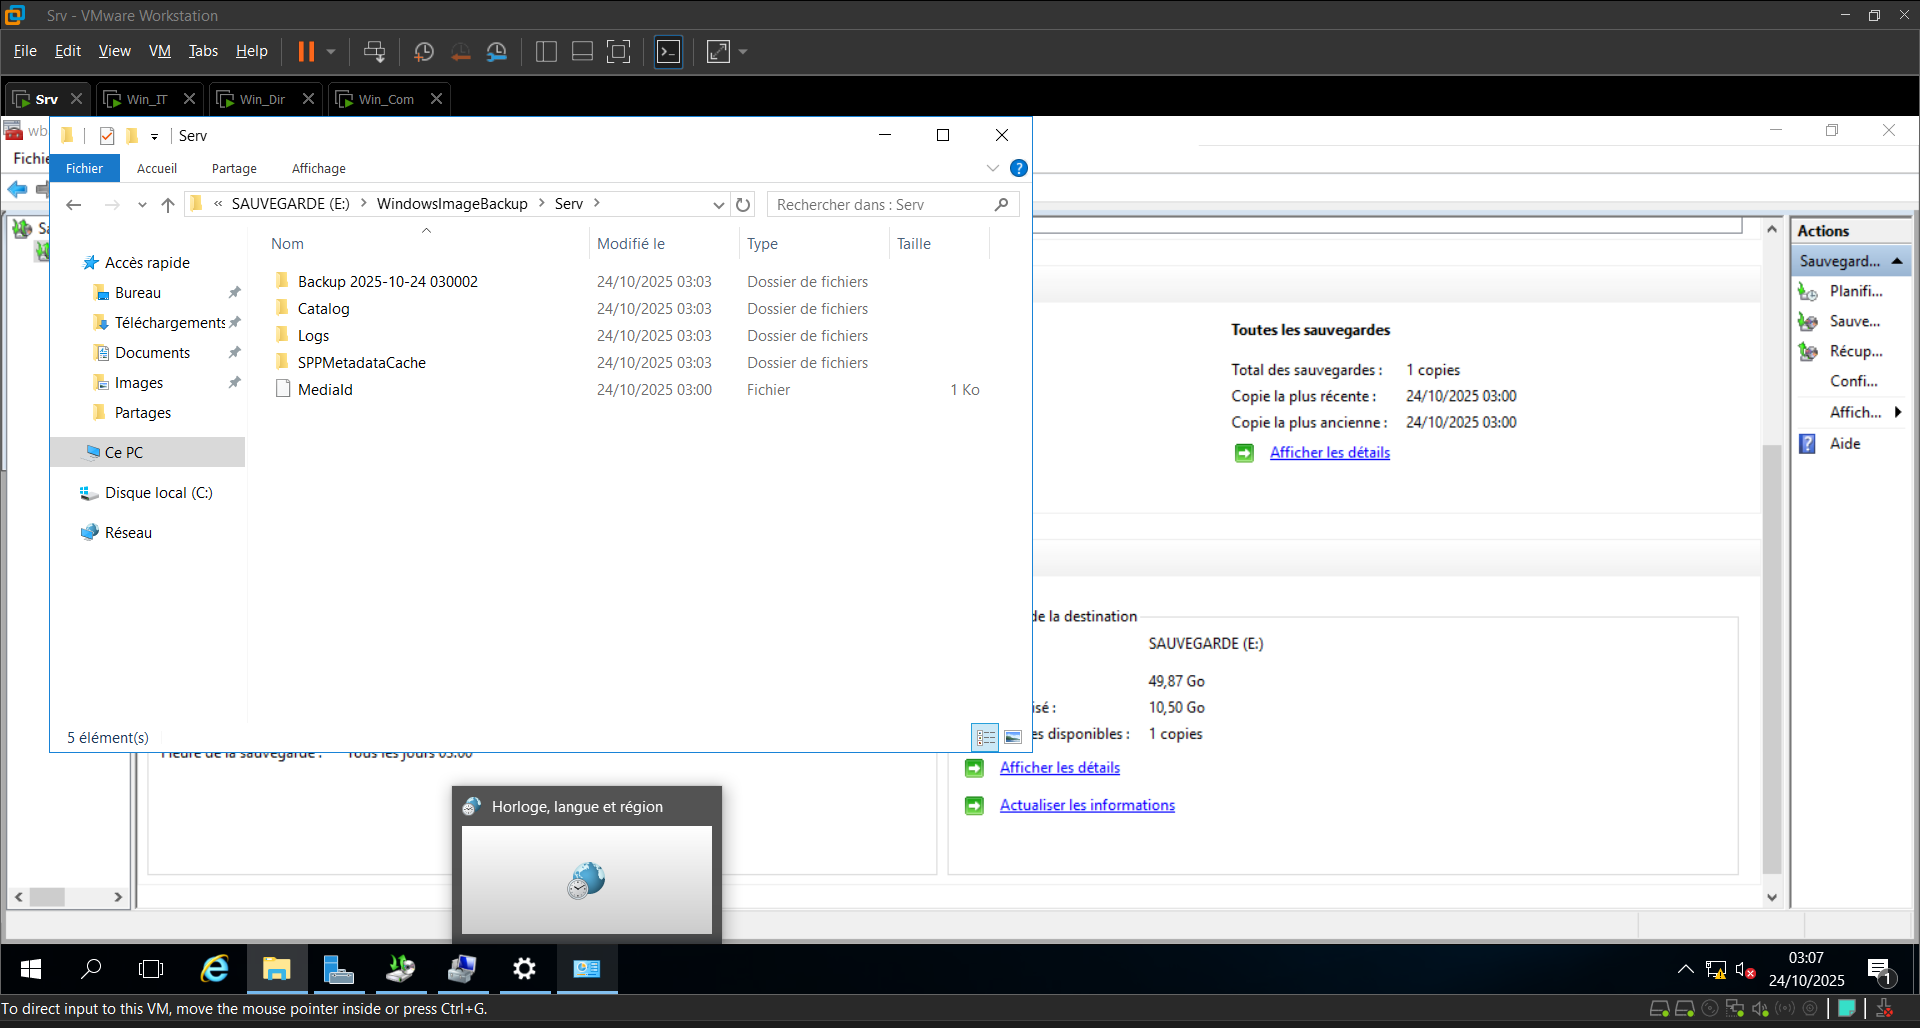 Srv - VMware Workstation
File Edit View VM Tabs Help
Srv Win_IT Win_Dir Win_Com
wb
Serv
Fichie
Fichier Accueil Partage Affichage
« SAUVEGARDE (E:) > WindowsImageBackup > Serv >
Rechercher dans : Serv
Nom Modifié le Type Taille
Accès rapide
Bureau
Téléchargements
Documents
Images
Partages
Ce PC
Disque local (C:)
Réseau
Backup 2025-10-24 030002 24/10/2025 03:03 Dossier de fichiers
Catalog 24/10/2025 03:03 Dossier de fichiers
Logs 24/10/2025 03:03 Dossier de fichiers
SPPMetadataCache 24/10/2025 03:03 Dossier de fichiers
MediaId 24/10/2025 03:00 Fichier 1 Ko
5 élément(s)
Sa
Toutes les sauvegardes
Total des sauvegardes : 1 copies
Copie la plus récente : 24/10/2025 03:00
Copie la plus ancienne : 24/10/2025 03:00
Afficher les détails
de la destination
SAUVEGARDE (E:)
49,87 Go
isé : 10,50 Go
es disponibles : 1 copies
Afficher les détails
Actualiser les informations
Heure de la sauvegarde : Tous les jours 03:00
Actions
Sauvegard...
Planifi...
Sauve...
Récup...
Confi...
Affich...
Aide
Horloge, langue et région
03:07
24/10/2025
1
To direct input to this VM, move the mouse pointer inside or press Ctrl+G.